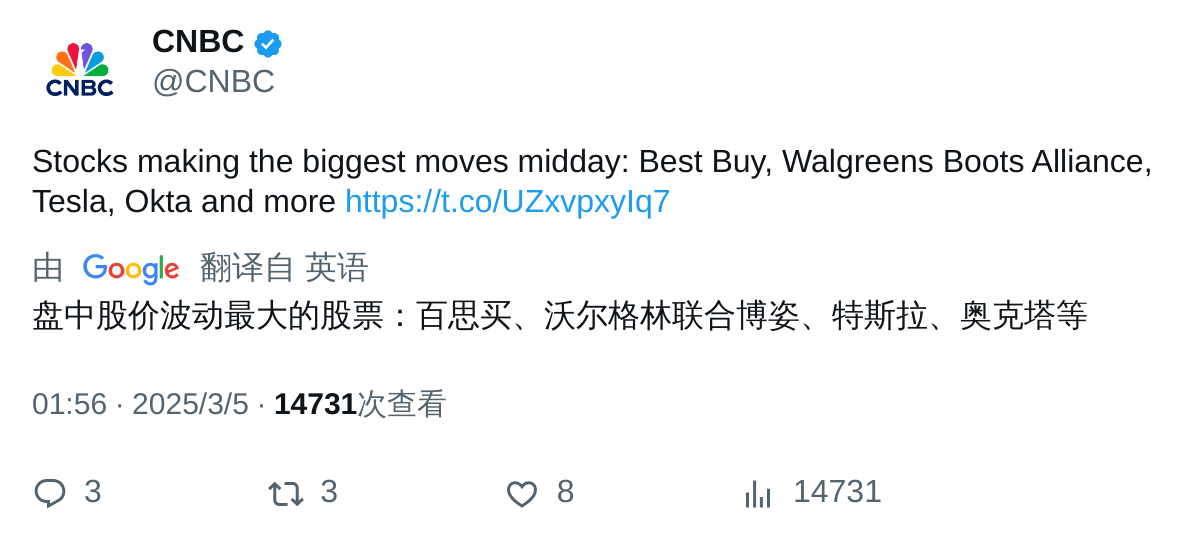 CNBC
CNBC
@CNBC
Stocks making the biggest moves midday: Best Buy, Walgreens Boots Alliance,
Tesla, Okta and more https://t.co/UZxvpxyIq7
由 Google 翻译自 英语
盘中股价波动最大的股票：百思买、沃尔格林联合博姿、特斯拉、奥克塔等
01:56 · 2025/3/5 · 14731次查看
3 3 8 14731